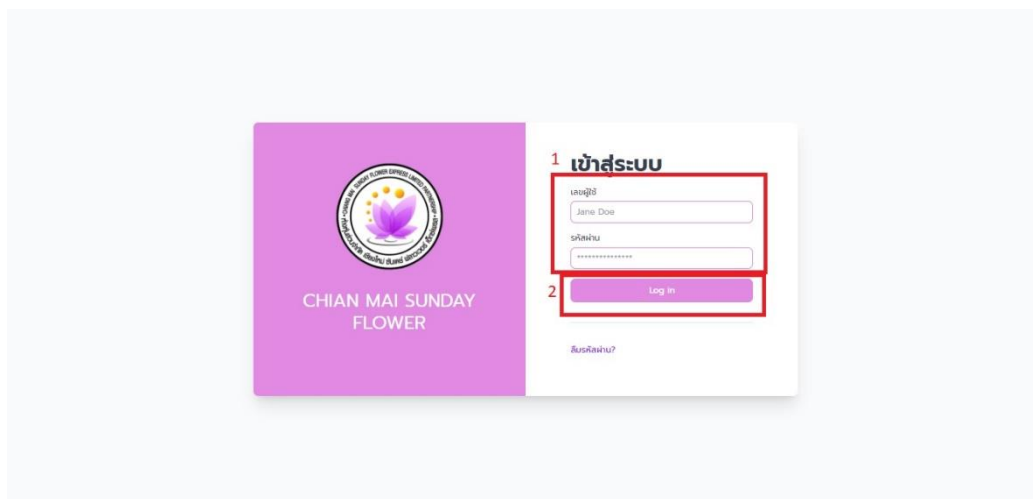 CHIAN MAI SUNDAY
FLOWER
1
เข้าสู่ระบบ
เลขผู้ใช้
Jane Doe
รหัสผ่าน
***************
2
Log in
ลืมรหัสผ่าน?